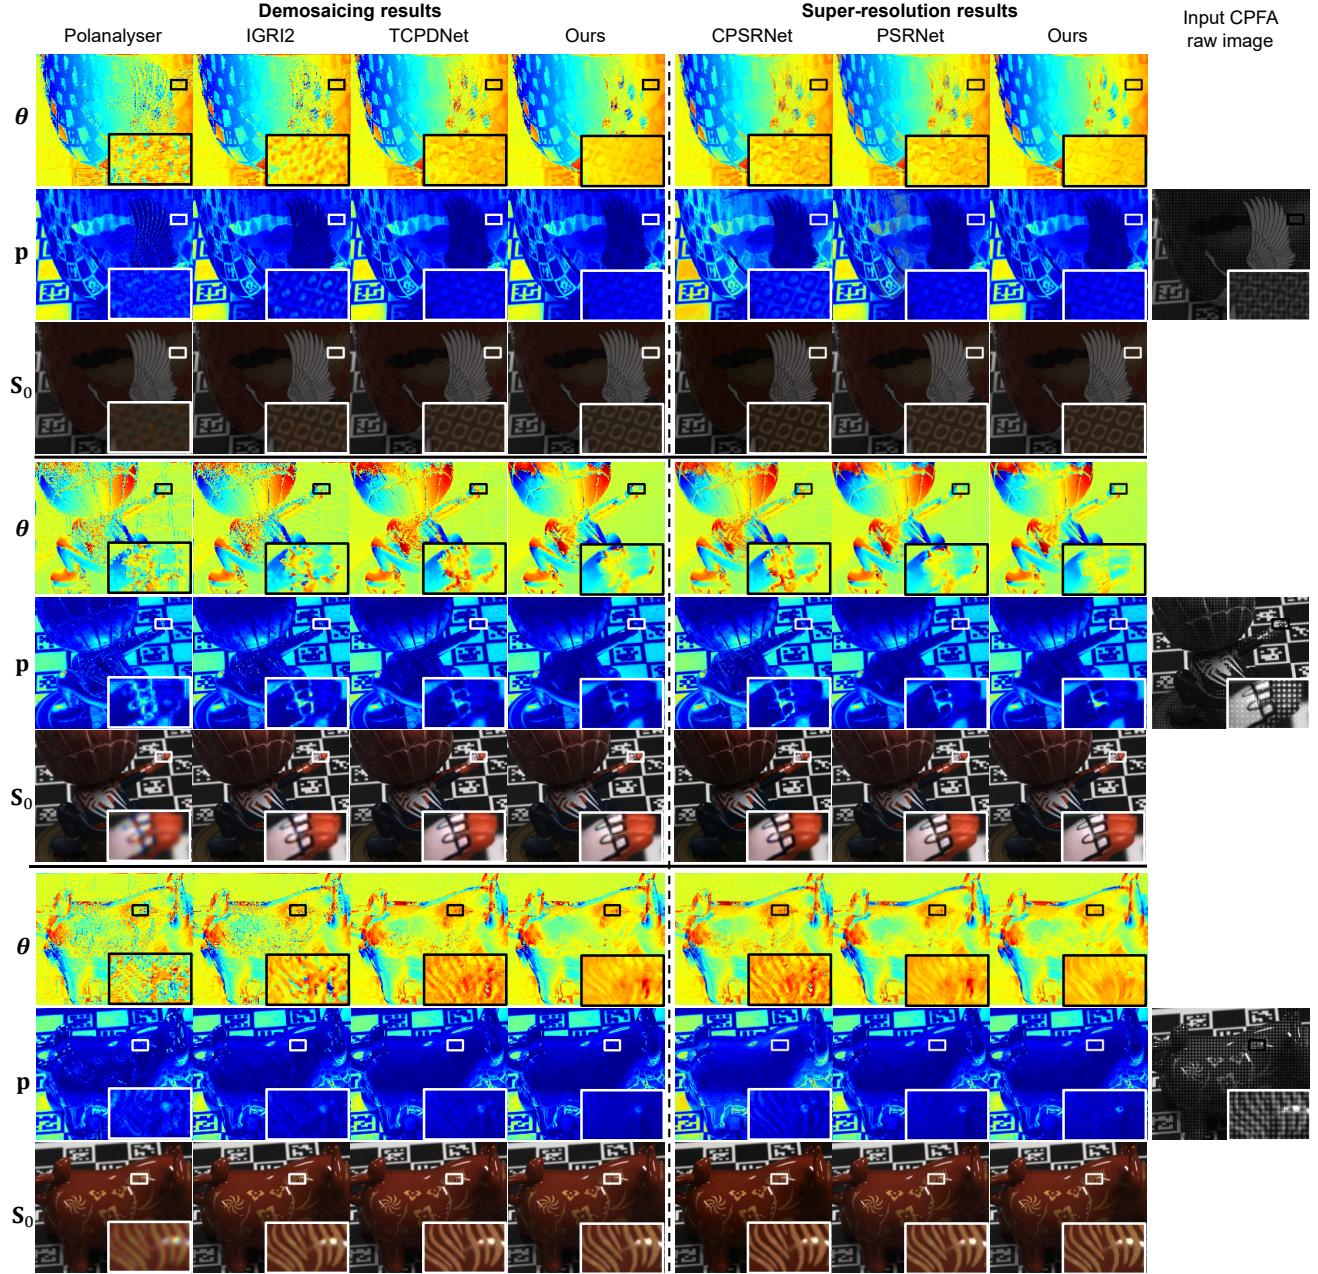 Demosaicing results
Super-resolution results
Input CPFA
raw image
Polanalyser
IGRI2
TCPDNet
Ours
CPSRNet
PSRNet
Ours
θ
p
S₀
θ
p
S₀
θ
p
S₀